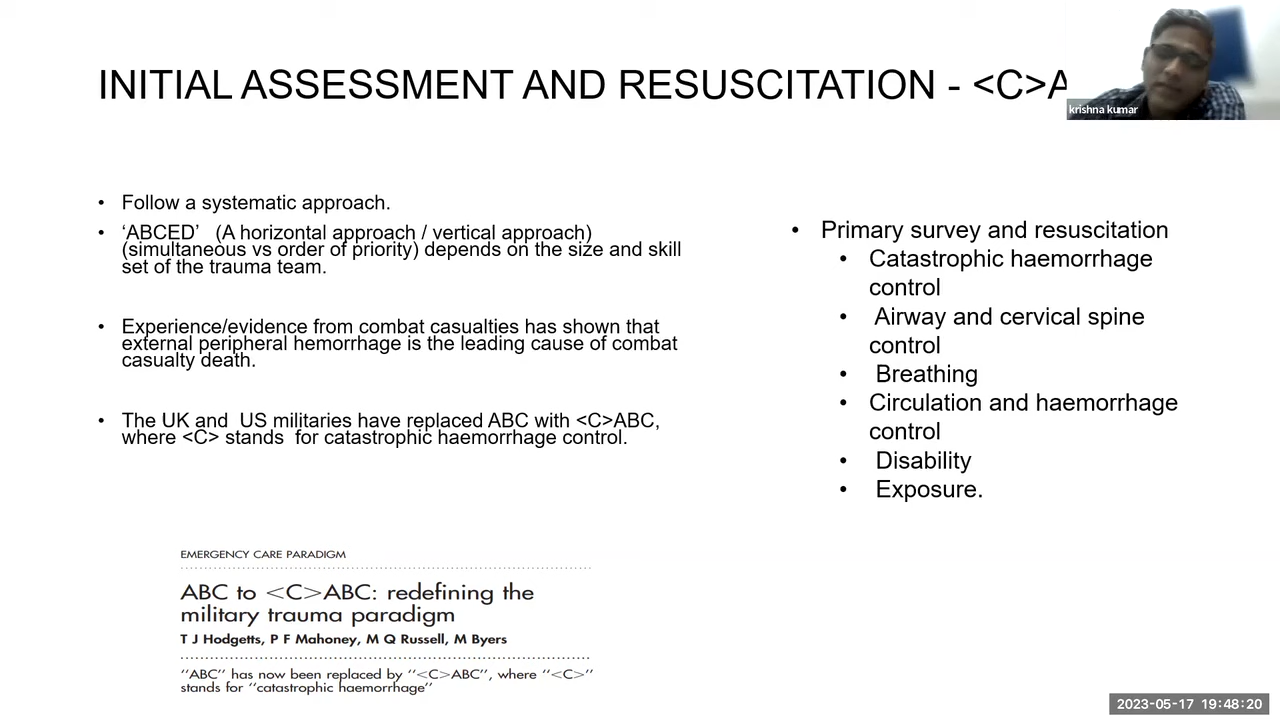 INITIAL ASSESSMENT AND RESUSCITATION - <C>A
krishna kumar
• Follow a systematic approach.
• ‘ABCED’ (A horizontal approach / vertical approach)
(simultaneous vs order of priority) depends on the size and skill
set of the trauma team.
• Experience/evidence from combat casualties has shown that
external peripheral hemorrhage is the leading cause of combat
casualty death.
• The UK and US militaries have replaced ABC with <C>ABC,
where <C> stands for catastrophic haemorrhage control.
• Primary survey and resuscitation
• Catastrophic haemorrhage
control
• Airway and cervical spine
control
• Breathing
• Circulation and haemorrhage
control
• Disability
• Exposure.
EMERGENCY CARE PARADIGM
ABC to <C>ABC: redefining the
military trauma paradigm
T J Hodgetts, P F Mahoney, M Q Russell, M Byers
‘‘ABC’’ has now been replaced by ‘‘<C>ABC’’, where ‘‘<C>’’
stands for ‘‘catastrophic haemorrhage’’
2023-05-17 19:48:20